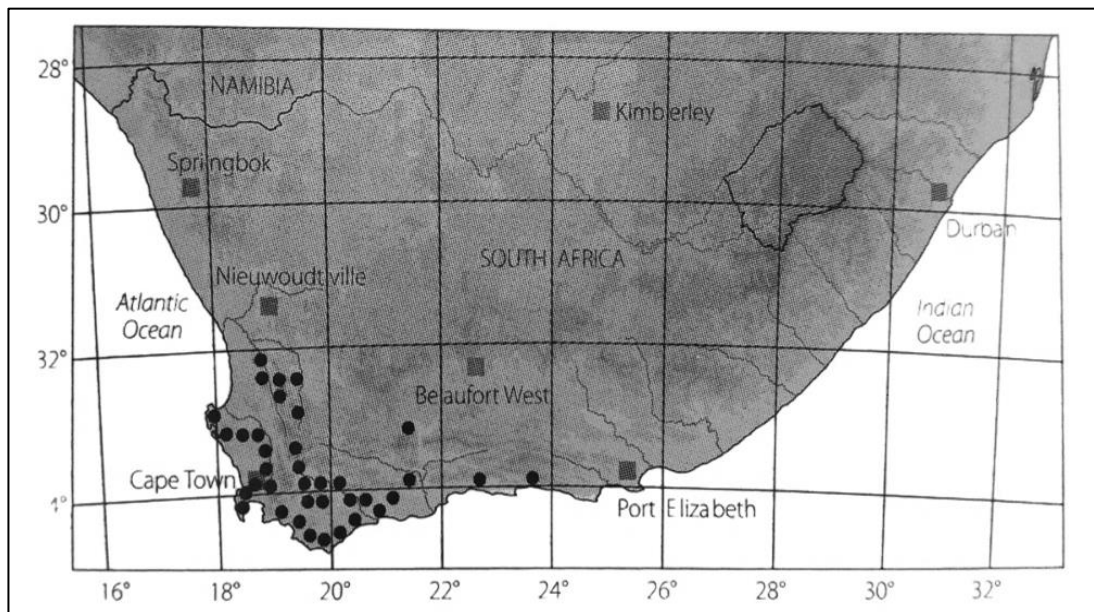 28°
NAMIBIA
Kimberley
Springbok
30°
Durban
SOUTH AFRICA
Nieuwoudtville
Atlantic
Ocean
Indian
Ocean
32°
Beaufort West
Cape Town
4°
Port Elizabeth
16° 18° 20° 22° 24° 26° 28° 30° 32°